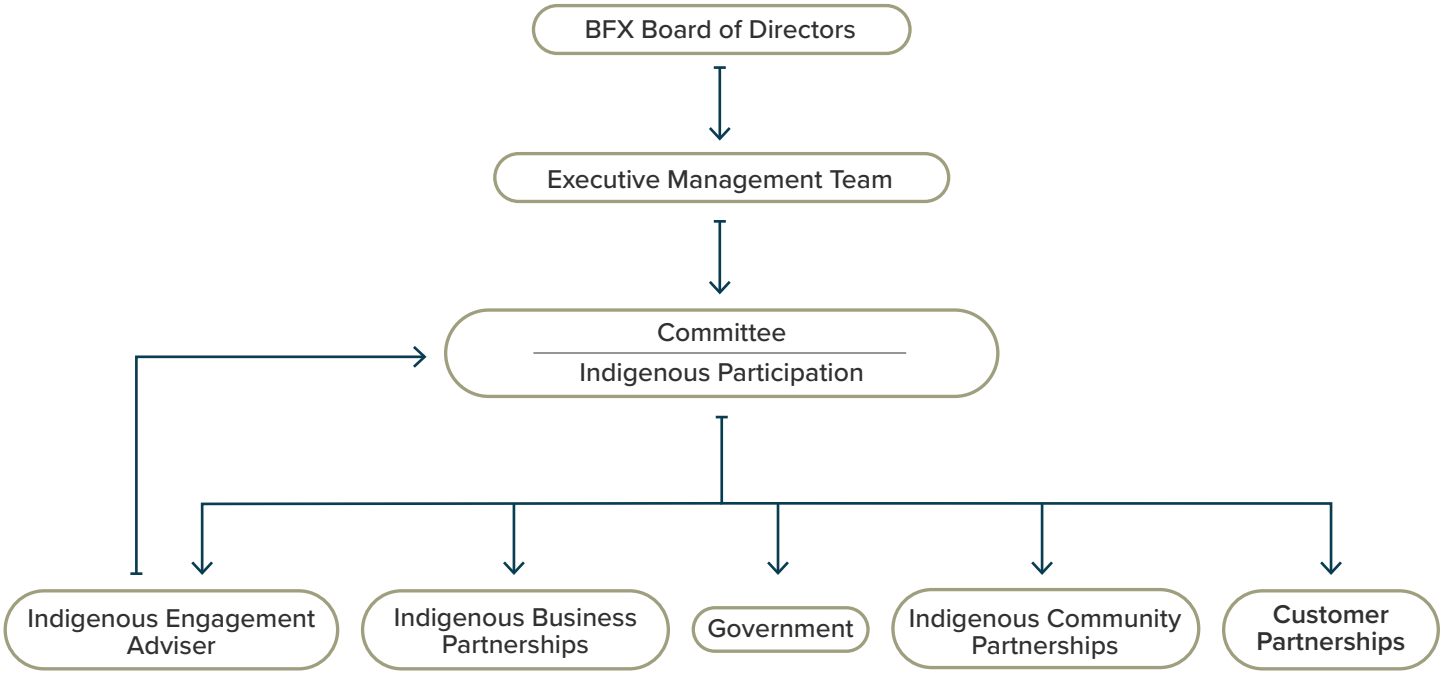 BFX Board of Directors
Executive Management Team
Committee
Indigenous Participation
Indigenous Engagement
Adviser
Indigenous Business
Partnerships
Government
Indigenous Community
Partnerships
Customer
Partnerships